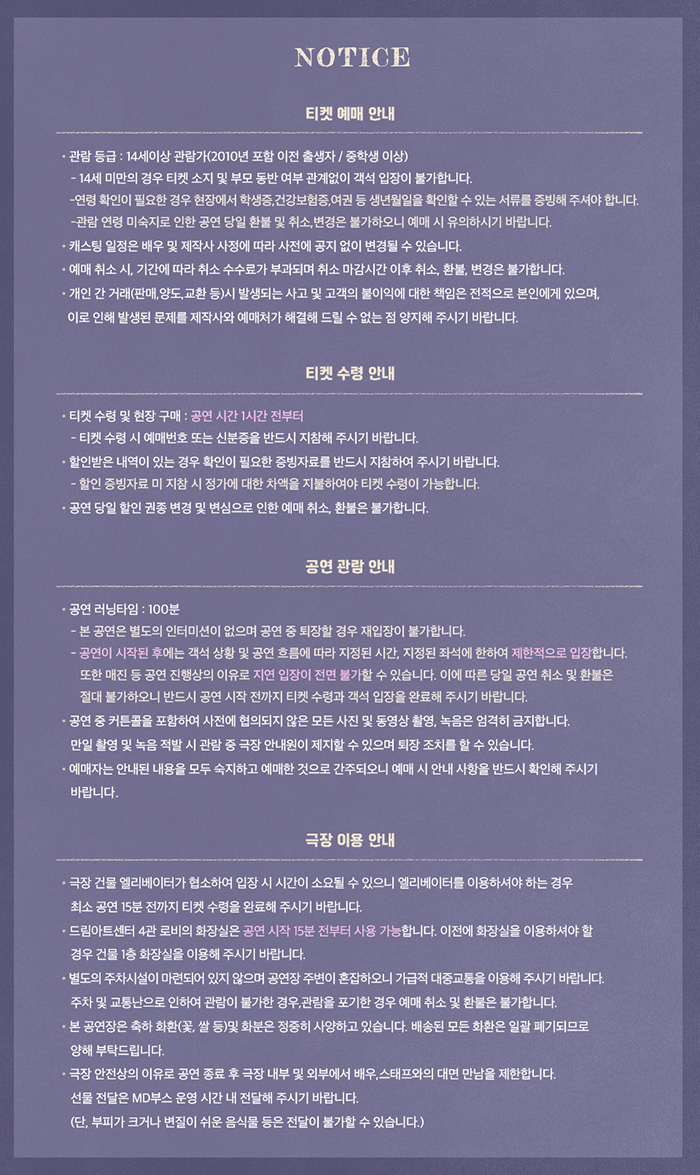 NOTICE
티켓 예매 안내
• 관람 등급 : 14세이상 관람가(2010년 포함 이전 출생자 / 중학생 이상)
- 14세 미만의 경우 티켓 소지 및 부모 동반 여부 관계없이 객석 입장이 불가합니다.
-연령 확인이 필요한 경우 현장에서 학생증,건강보험증,여권 등 생년월일을 확인할 수 있는 서류를 증빙해 주셔야 합니다.
-관람 연령 미숙지로 인한 공연 당일 환불 및 취소,변경은 불가하오니 예매 시 유의하시기 바랍니다.
• 캐스팅 일정은 배우 및 제작사 사정에 따라 사전에 공지 없이 변경될 수 있습니다.
• 예매 취소 시, 기간에 따라 취소 수수료가 부과되며 취소 마감시간 이후 취소, 환불, 변경은 불가합니다.
• 개인 간 거래(판매,양도,교환 등)시 발생되는 사고 및 고객의 불이익에 대한 책임은 전적으로 본인에게 있으며,
이로 인해 발생된 문제를 제작사와 예매처가 해결해 드릴 수 없는 점 양지해 주시기 바랍니다.
티켓 수령 안내
• 티켓 수령 및 현장 구매 : 공연 시간 1시간 전부터
- 티켓 수령 시 예매번호 또는 신분증을 반드시 지참해 주시기 바랍니다.
• 할인받은 내역이 있는 경우 확인이 필요한 증빙자료를 반드시 지참하여 주시기 바랍니다.
- 할인 증빙자료 미 지참 시 정가에 대한 차액을 지불하여야 티켓 수령이 가능합니다.
• 공연 당일 할인 권종 변경 및 변심으로 인한 예매 취소, 환불은 불가합니다.
공연 관람 안내
• 공연 러닝타임 : 100분
- 본 공연은 별도의 인터미션이 없으며 공연 중 퇴장할 경우 재입장이 불가합니다.
- 공연이 시작된 후에는 객석 상황 및 공연 흐름에 따라 지정된 시간, 지정된 좌석에 한하여 제한적으로 입장합니다.
또한 매진 등 공연 진행상의 이유로 지연 입장이 전면 불가할 수 있습니다. 이에 따른 당일 공연 취소 및 환불은
절대 불가하오니 반드시 공연 시작 전까지 티켓 수령과 객석 입장을 완료해 주시기 바랍니다.
• 공연 중 커튼콜을 포함하여 사전에 협의되지 않은 모든 사진 및 동영상 촬영, 녹음은 엄격히 금지합니다.
만일 촬영 및 녹음 적발 시 관람 중 극장 안내원이 제지할 수 있으며 퇴장 조치를 할 수 있습니다.
• 예매자는 안내된 내용을 모두 숙지하고 예매한 것으로 간주되오니 예매 시 안내 사항을 반드시 확인해 주시기
바랍니다.
극장 이용 안내
• 극장 건물 엘리베이터가 협소하여 입장 시 시간이 소요될 수 있으니 엘리베이터를 이용하셔야 하는 경우
최소 공연 15분 전까지 티켓 수령을 완료해 주시기 바랍니다.
• 드림아트센터 4관 로비의 화장실은 공연 시작 15분 전부터 사용 가능합니다. 이전에 화장실을 이용하셔야 할
경우 건물 1층 화장실을 이용해 주시기 바랍니다.
• 별도의 주차시설이 마련되어 있지 않으며 공연장 주변이 혼잡하오니 가급적 대중교통을 이용해 주시기 바랍니다.
주차 및 교통난으로 인하여 관람이 불가한 경우,관람을 포기한 경우 예매 취소 및 환불은 불가합니다.
• 본 공연장은 축하 화환(꽃, 쌀 등)및 화분은 정중히 사양하고 있습니다. 배송된 모든 화환은 일괄 폐기되므로
양해 부탁드립니다.
• 극장 안전상의 이유로 공연 종료 후 극장 내부 및 외부에서 배우,스태프와의 대면 만남을 제한합니다.
선물 전달은 MD부스 운영 시간 내 전달해 주시기 바랍니다.
(단, 부피가 크거나 변질이 쉬운 음식물 등은 전달이 불가할 수 있습니다.)